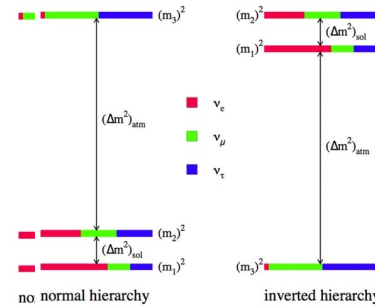 (m₃)²
(m₂)²
(Δm²)sol
(m₁)²
(Δm²)atm
νe
νμ
ντ
(Δm²)atm
(m₂)²
(Δm²)sol
(m₁)²
(m₃)²
no normal hierarchy
inverted hierarchy